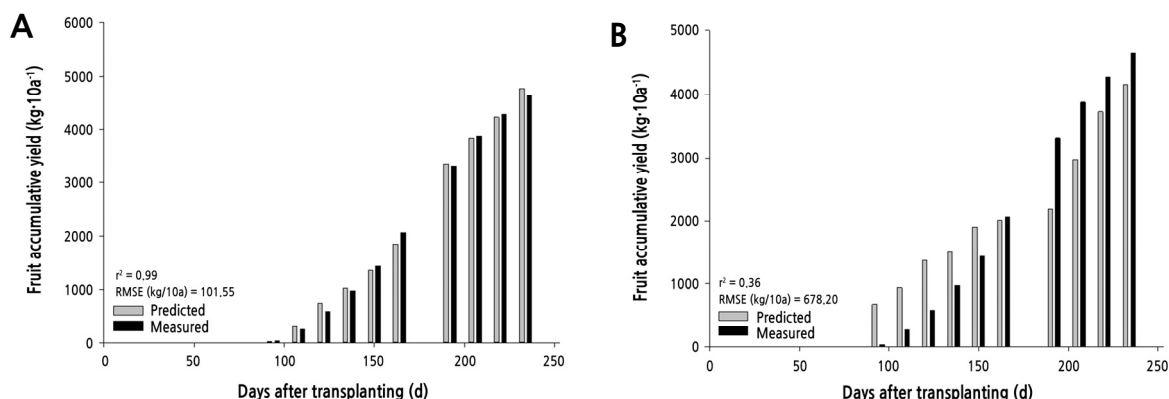 A
Fruit accumulative yield (kg·10a⁻¹)
6000
5000
4000
3000
2000
1000
0
r² = 0.99
RMSE (kg/10a) = 101.55
Predicted
Measured
0 50 100 150 200 250
Days after transplanting (d)
B
Fruit accumulative yield (kg·10a⁻¹)
5000
4000
3000
2000
1000
0
r² = 0.36
RMSE (kg/10a) = 678.20
Predicted
Measured
0 50 100 150 200 250
Days after transplanting (d)